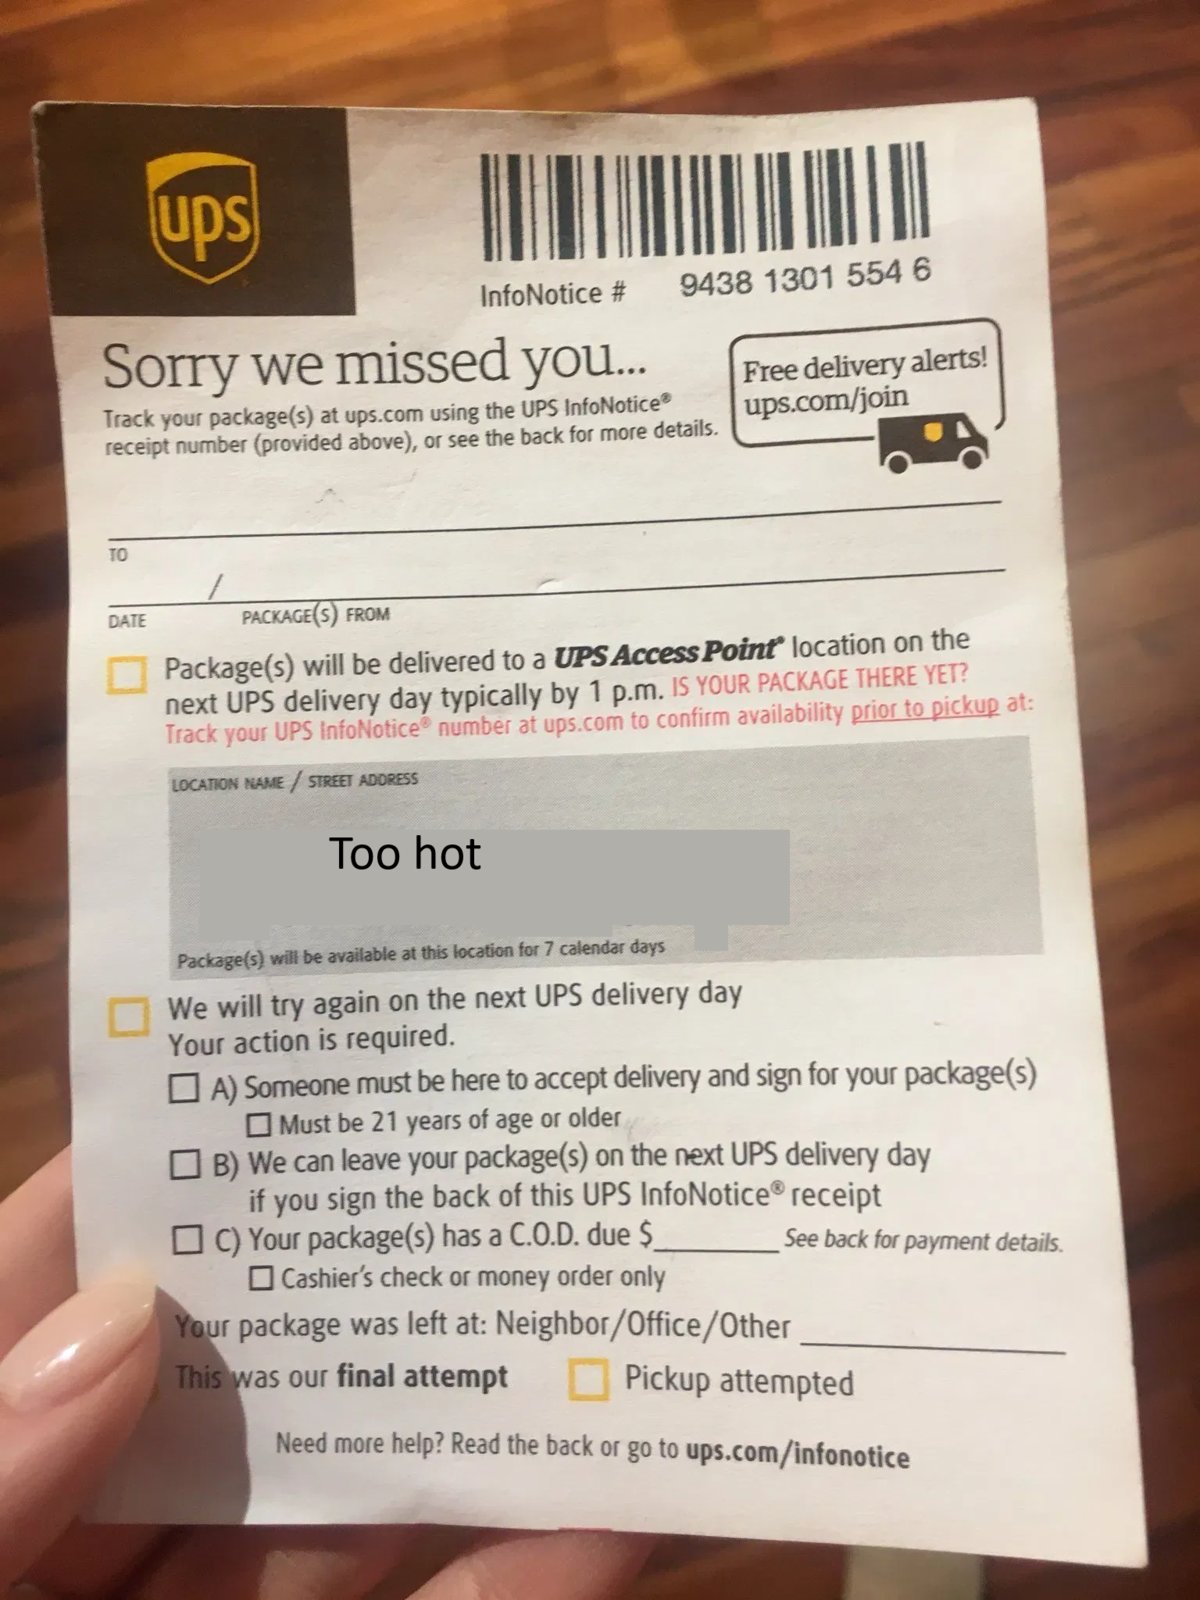 ups
InfoNotice # 9438 1301 554 6
Sorry we missed you...
Track your package(s) at ups.com using the UPS InfoNotice®
receipt number (provided above), or see the back for more details.
Free delivery alerts!
ups.com/join
TO
/
DATE PACKAGE(S) FROM
Package(s) will be delivered to a UPS Access Point® location on the
next UPS delivery day typically by 1 p.m. IS YOUR PACKAGE THERE YET?
Track your UPS InfoNotice® number at ups.com to confirm availability prior to pickup at:
LOCATION NAME / STREET ADDRESS
Too hot
Package(s) will be available at this location for 7 calendar days
We will try again on the next UPS delivery day
Your action is required.
A) Someone must be here to accept delivery and sign for your package(s)
Must be 21 years of age or older
B) We can leave your package(s) on the next UPS delivery day
if you sign the back of this UPS InfoNotice® receipt
C) Your package(s) has a C.O.D. due $________ See back for payment details.
Cashier's check or money order only
Your package was left at: Neighbor/Office/Other ________
This was our final attempt Pickup attempted
Need more help? Read the back or go to ups.com/infonotice